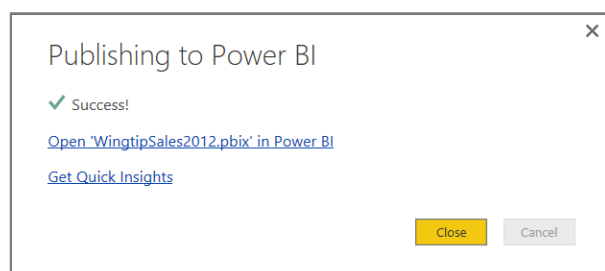 Publishing to Power BI
Success!
Open 'WingtipSales2012.pbix' in Power BI
Get Quick Insights
Close Cancel